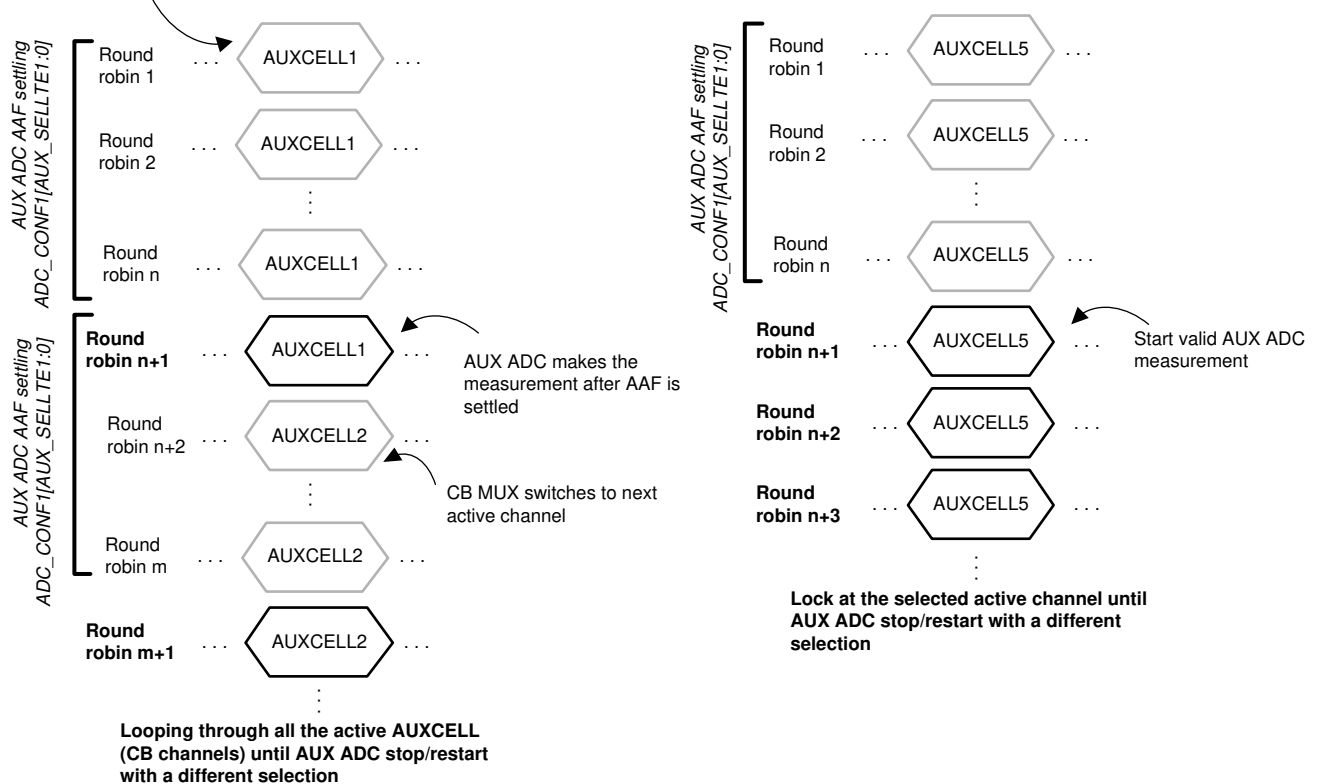 AUX ADC AAF settling
ADC_CONF1[AUX_SELLTE1:0]
Round
robin 1
. . .
AUXCELL1
. . .
Round
robin 2
. . .
AUXCELL1
. . .
Round
robin n
. . .
AUXCELL1
. . .
AUX ADC AAF settling
ADC_CONF1[AUX_SELLTE1:0]
Round
robin n+1
. . .
AUXCELL1
. . .
AUX ADC makes the
measurement after AAF is
settled
Round
robin n+2
. . .
AUXCELL2
. . .
CB MUX switches to next
active channel
Round
robin m
. . .
AUXCELL2
. . .
Round
robin m+1
. . .
AUXCELL2
. . .
Looping through all the active AUXCELL
(CB channels) until AUX ADC stop/restart
with a different selection
AUX ADC AAF settling
ADC_CONF1[AUX_SELLTE1:0]
Round
robin 1
. . .
AUXCELL5
. . .
Round
robin 2
. . .
AUXCELL5
. . .
Round
robin n
. . .
AUXCELL5
. . .
Round
robin n+1
. . .
AUXCELL5
. . .
Start valid AUX ADC
measurement
Round
robin n+2
. . .
AUXCELL5
. . .
Round
robin n+3
. . .
AUXCELL5
. . .
Lock at the selected active channel until
AUX ADC stop/restart with a different
selection